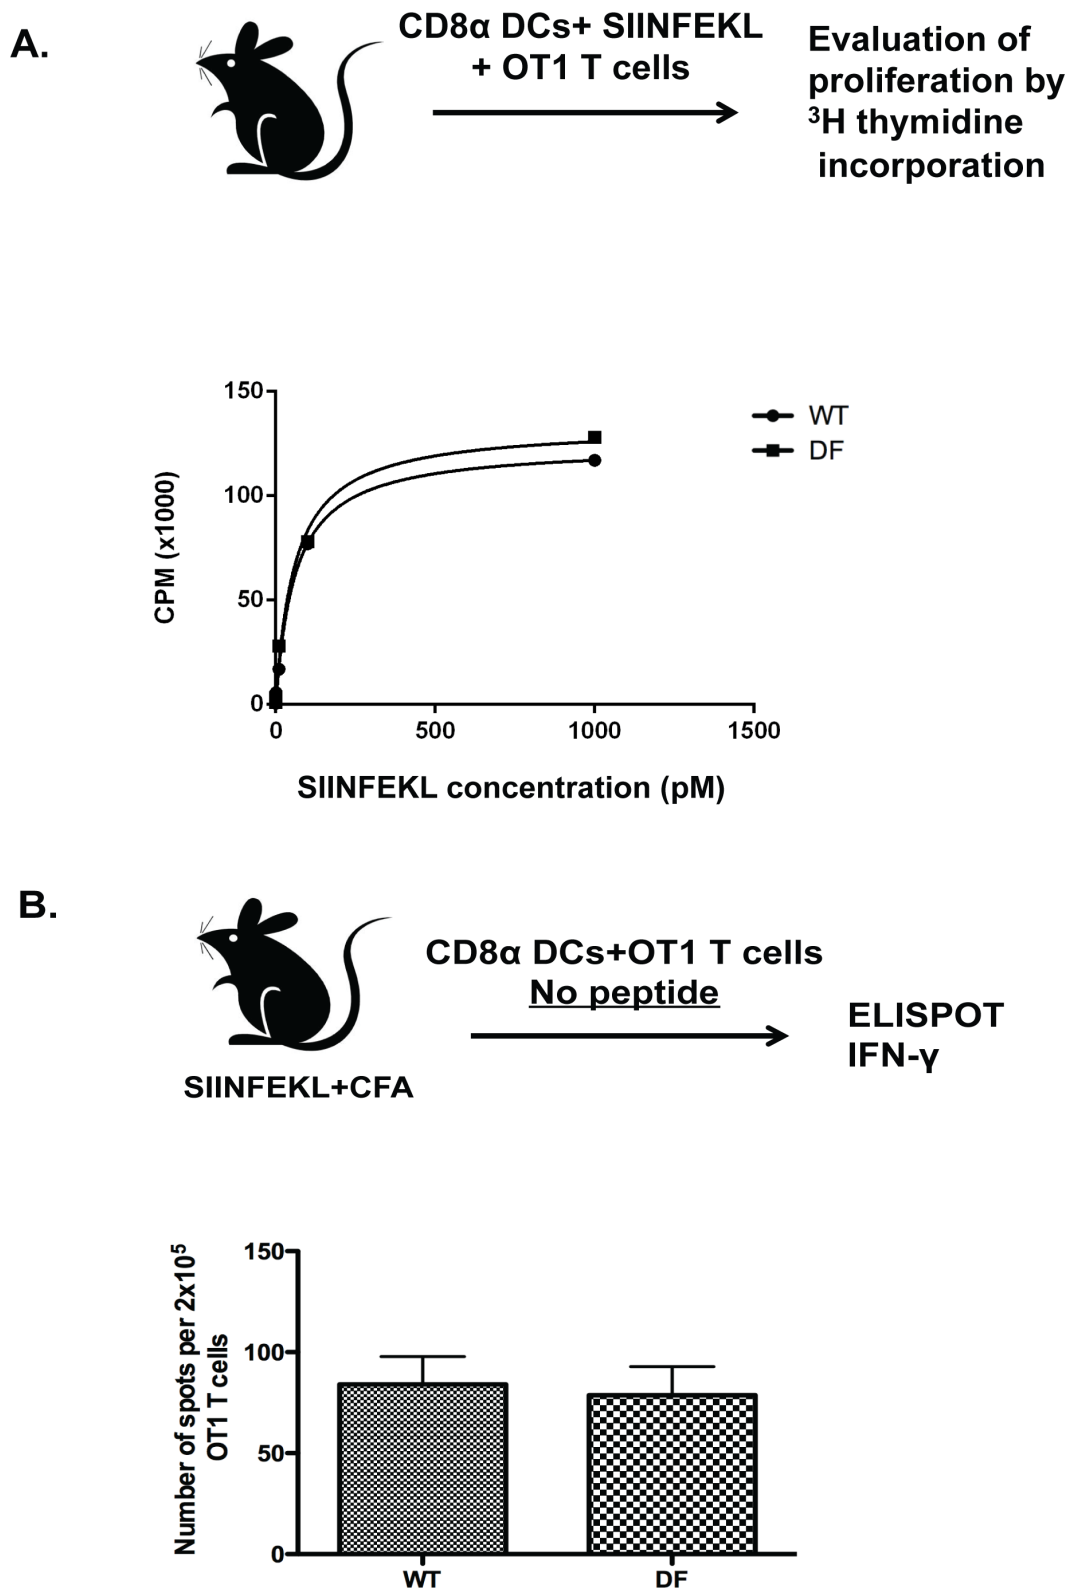 A.
CD8α DCs+ SIINFEKL
+ OT1 T cells
Evaluation of
proliferation by
³H thymidine
incorporation
150
100
50
0
CPM (x1000)
0 500 1000 1500
SIINFEKL concentration (pM)
WT
DF
B.
CD8α DCs+OT1 T cells
No peptide
ELISPOT
IFN-γ
SIINFEKL+CFA
Number of spots per 2x10⁵
OT1 T cells
150
100
50
0
WT DF